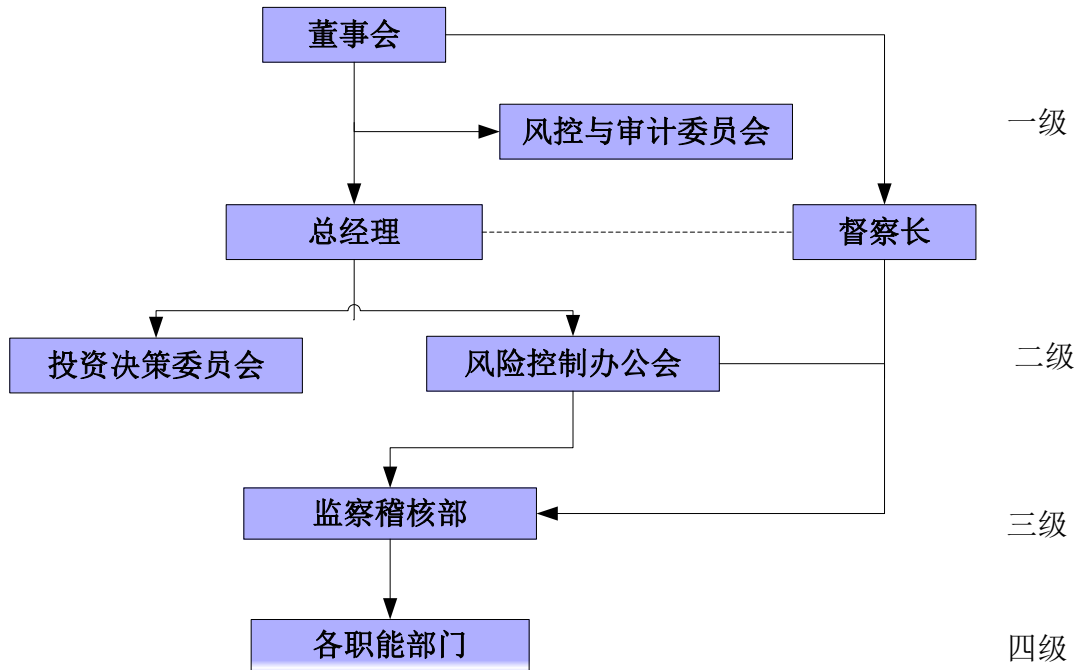 董事会
风控与审计委员会
一级
总经理
督察长
投资决策委员会
风险控制办公会
二级
监察稽核部
三级
各职能部门
四级